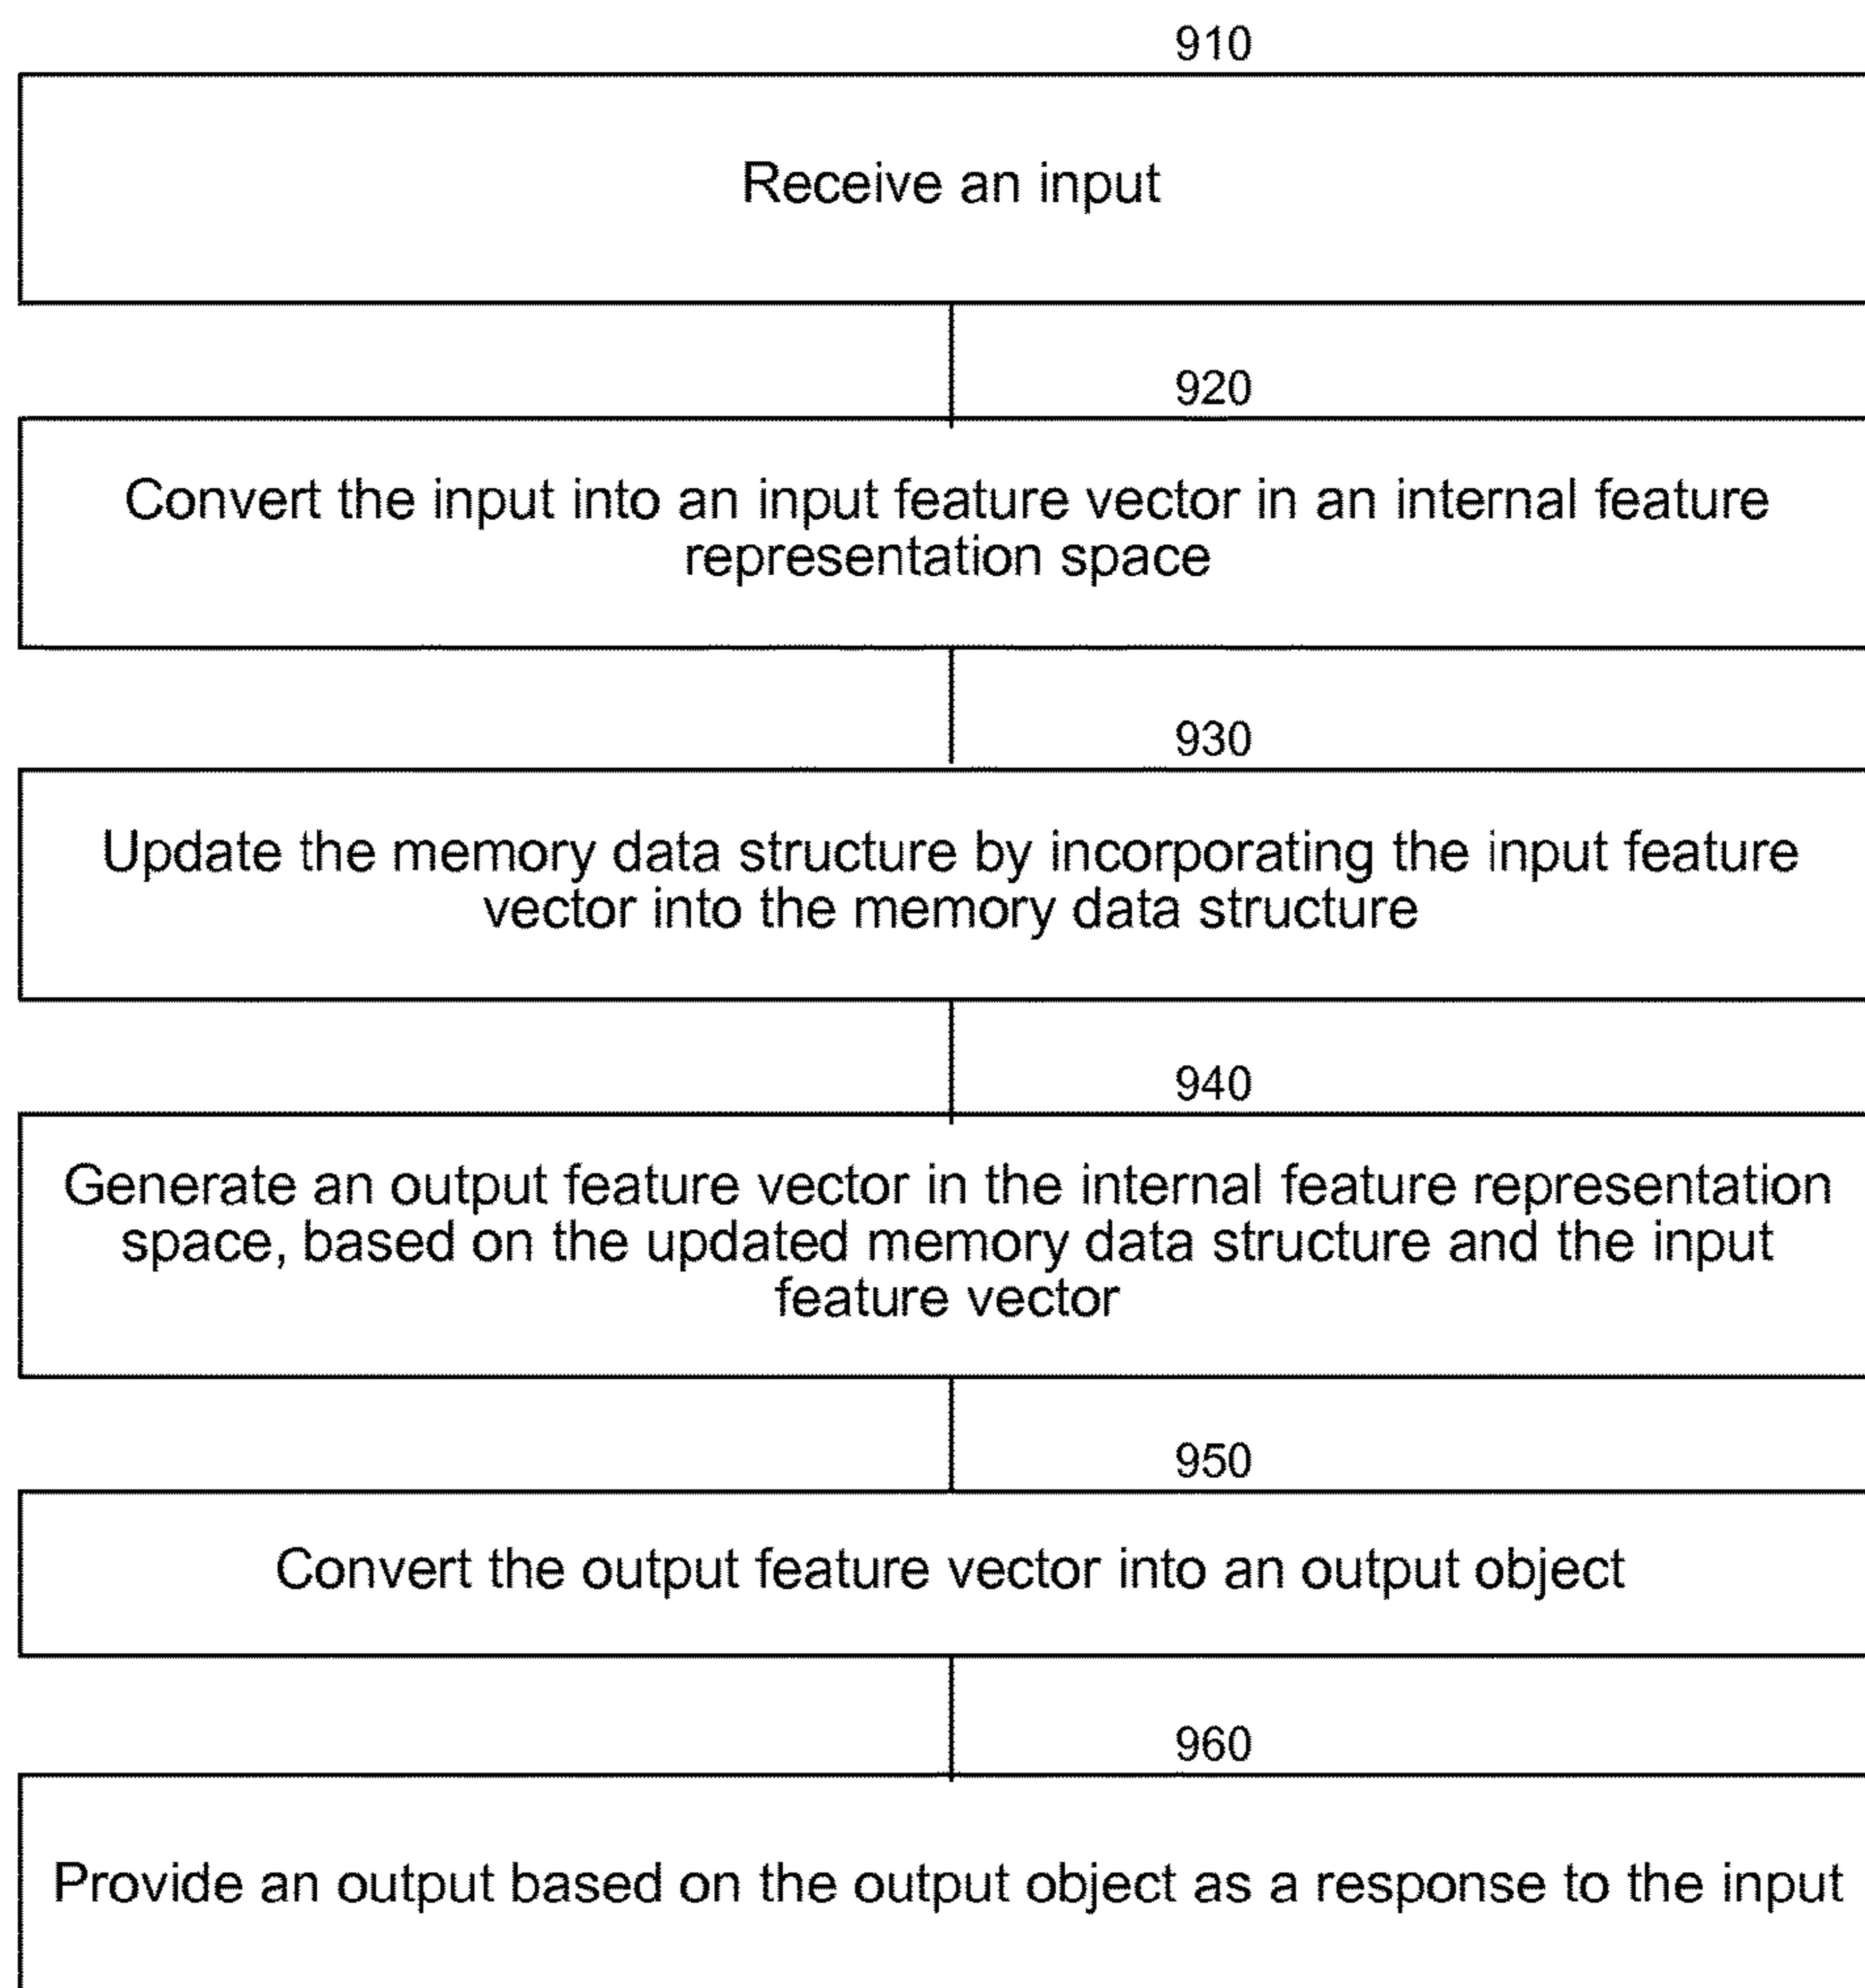 910
Receive an input
920
Convert the input into an input feature vector in an internal feature
representation space
930
Update the memory data structure by incorporating the input feature
vector into the memory data structure
940
Generate an output feature vector in the internal feature representation
space, based on the updated memory data structure and the input
feature vector
950
Convert the output feature vector into an output object
960
Provide an output based on the output object as a response to the input